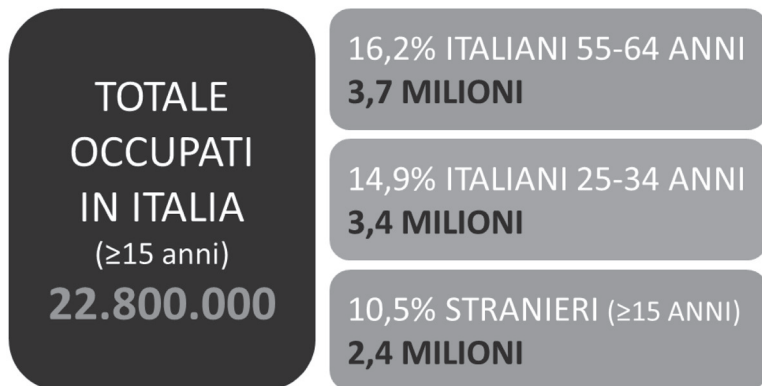 TOTALE
OCCUPATI
IN ITALIA
(≥15 anni)
22.800.000
16,2% ITALIANI 55-64 ANNI
3,7 MILIONI
14,9% ITALIANI 25-34 ANNI
3,4 MILIONI
10,5% STRANIERI (≥15 ANNI)
2,4 MILIONI